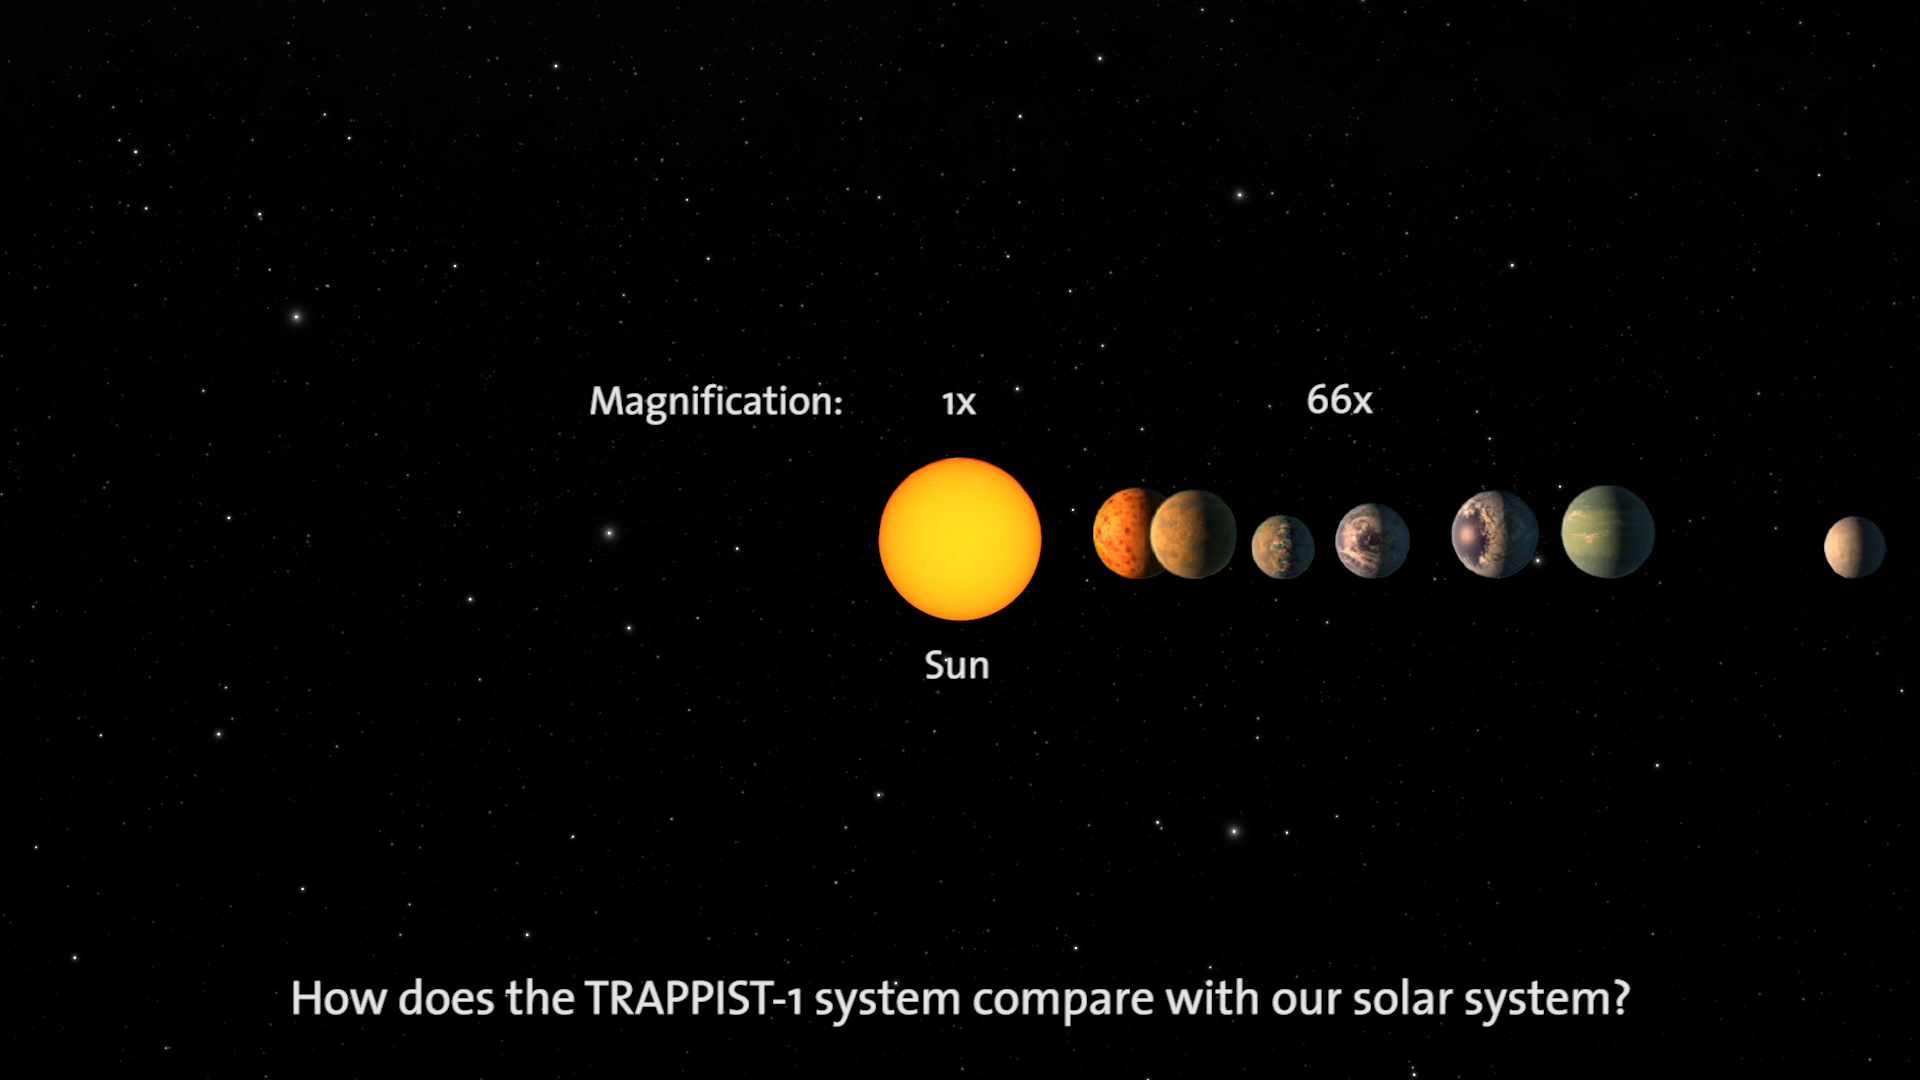 Magnification: 1x 66x
Sun
How does the TRAPPIST-1 system compare with our solar system?